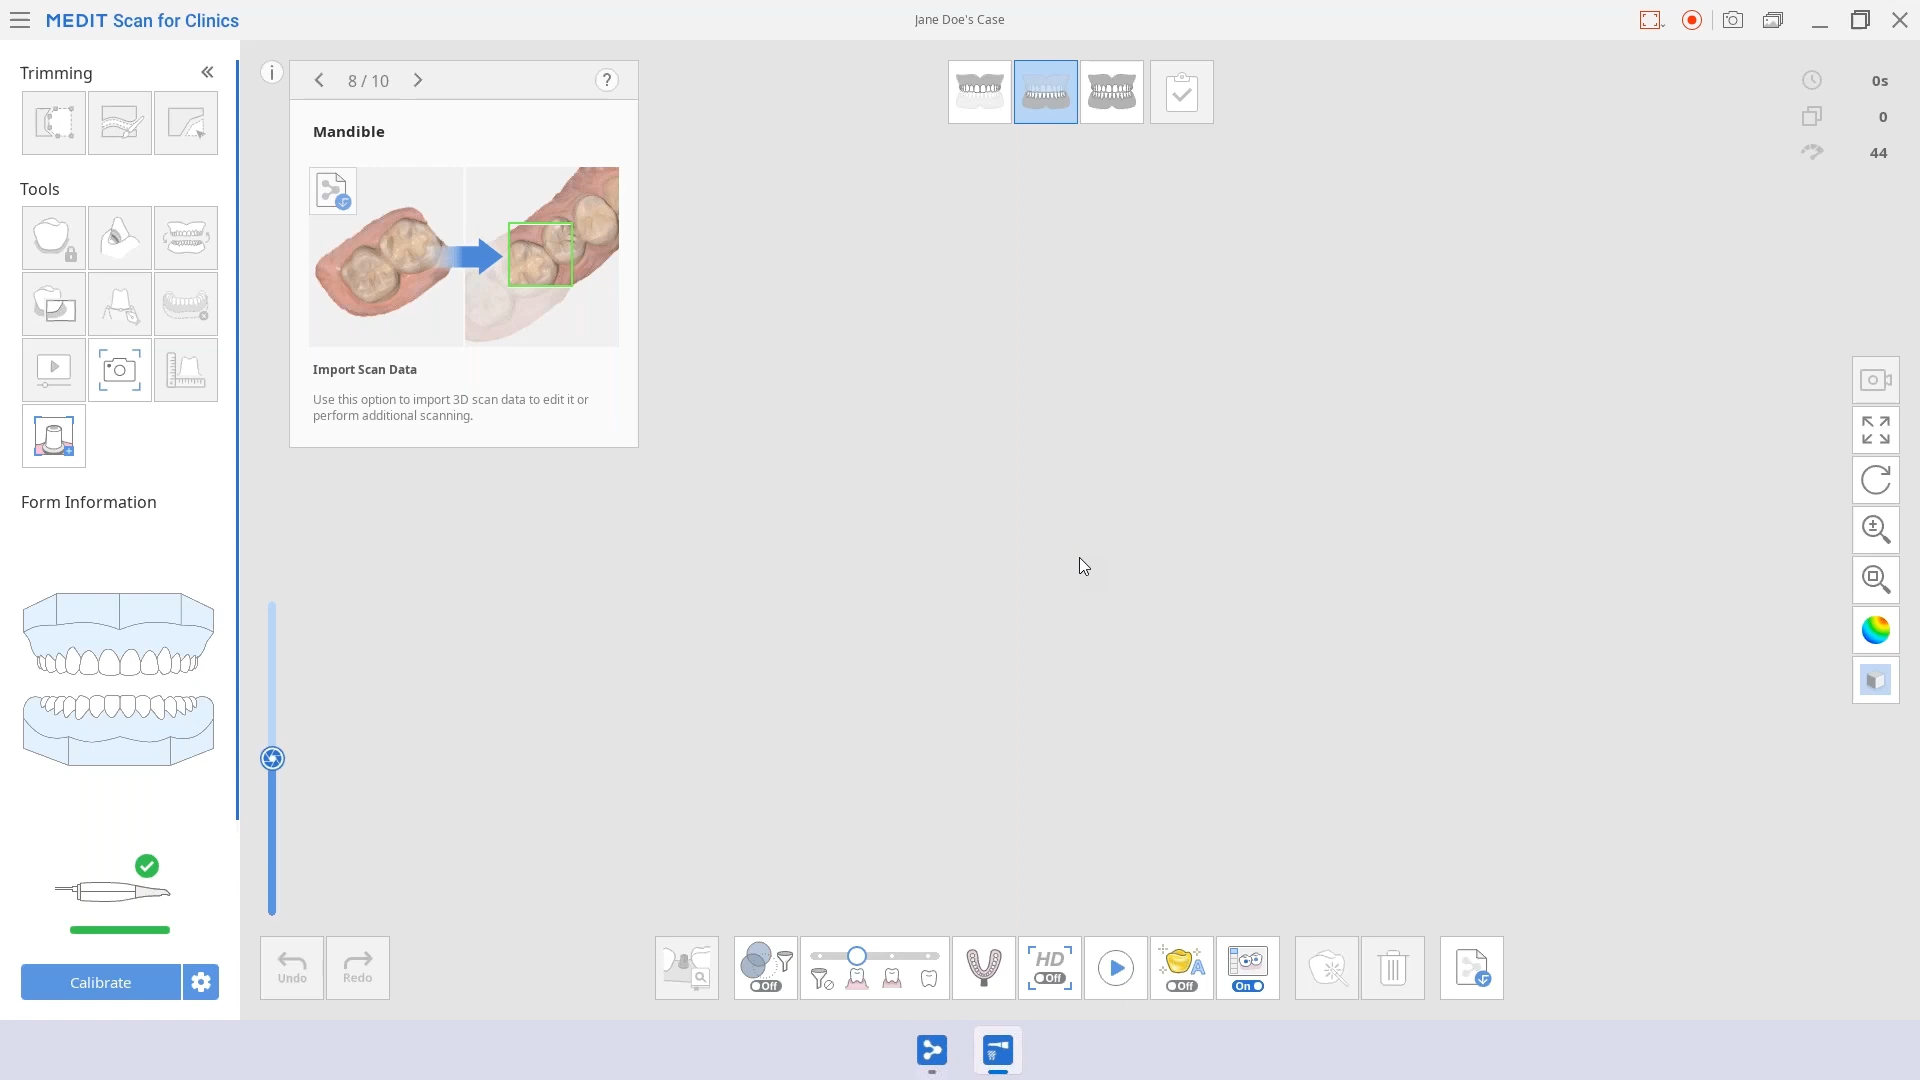 MEDIT Scan for Clinics
Jane Doe's Case
Trimming
8 / 10
?
i
0s
0
44
Mandible
Tools
Import Scan Data
Use this option to import 3D scan data to edit it or
perform additional scanning.
Form Information
Calibrate
Undo
Redo
Off
HD
Off
A
Off
On